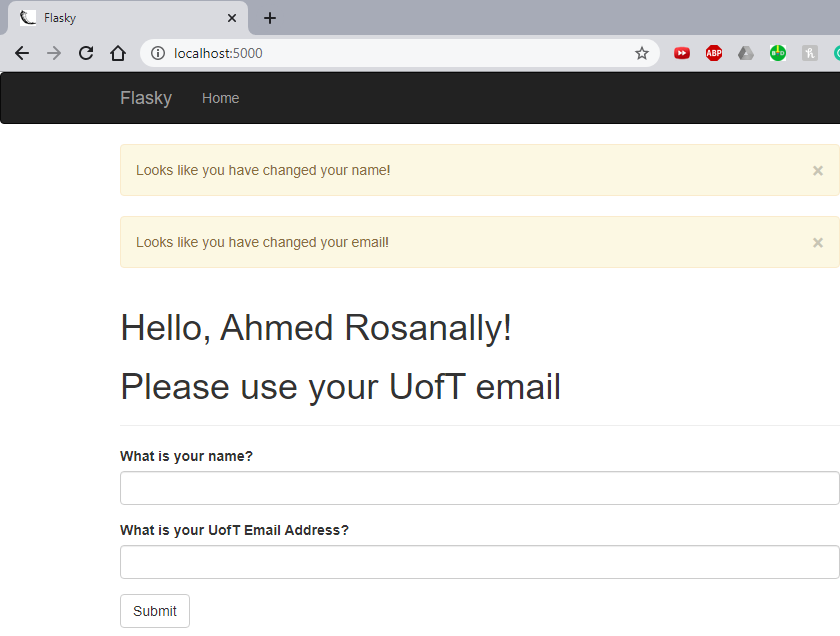 Flasky
localhost:5000
ABP
Flasky Home
Looks like you have changed your name! ×
Looks like you have changed your email! ×
Hello, Ahmed Rosanally!
Please use your UofT email
What is your name?
What is your UofT Email Address?
Submit